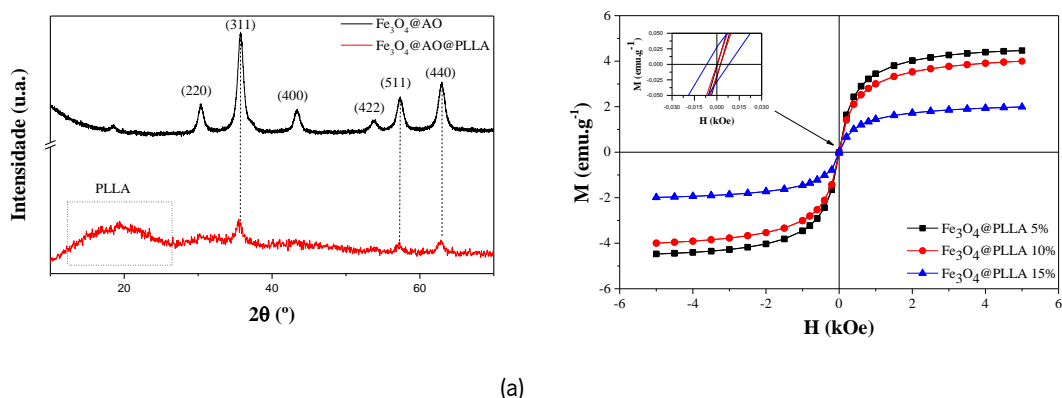 Fe₃O₄@AO
Fe₃O₄@AO@PLLA
(311)
(220)
(400)
(422)
(511)
(440)
PLLA
Intensidade (u.a.)
20
40
60
2θ (º)
M (emu.g⁻¹)
6
4
2
0
-2
-4
-6
-6
-4
-2
0
2
4
6
H (kOe)
M (emu.g⁻¹)
0,050
0,025
0,000
-0,025
-0,050
-0,030
-0,015
0,000
0,015
0,030
H (kOe)
Fe₃O₄@PLLA 5%
Fe₃O₄@PLLA 10%
Fe₃O₄@PLLA 15%
(a)